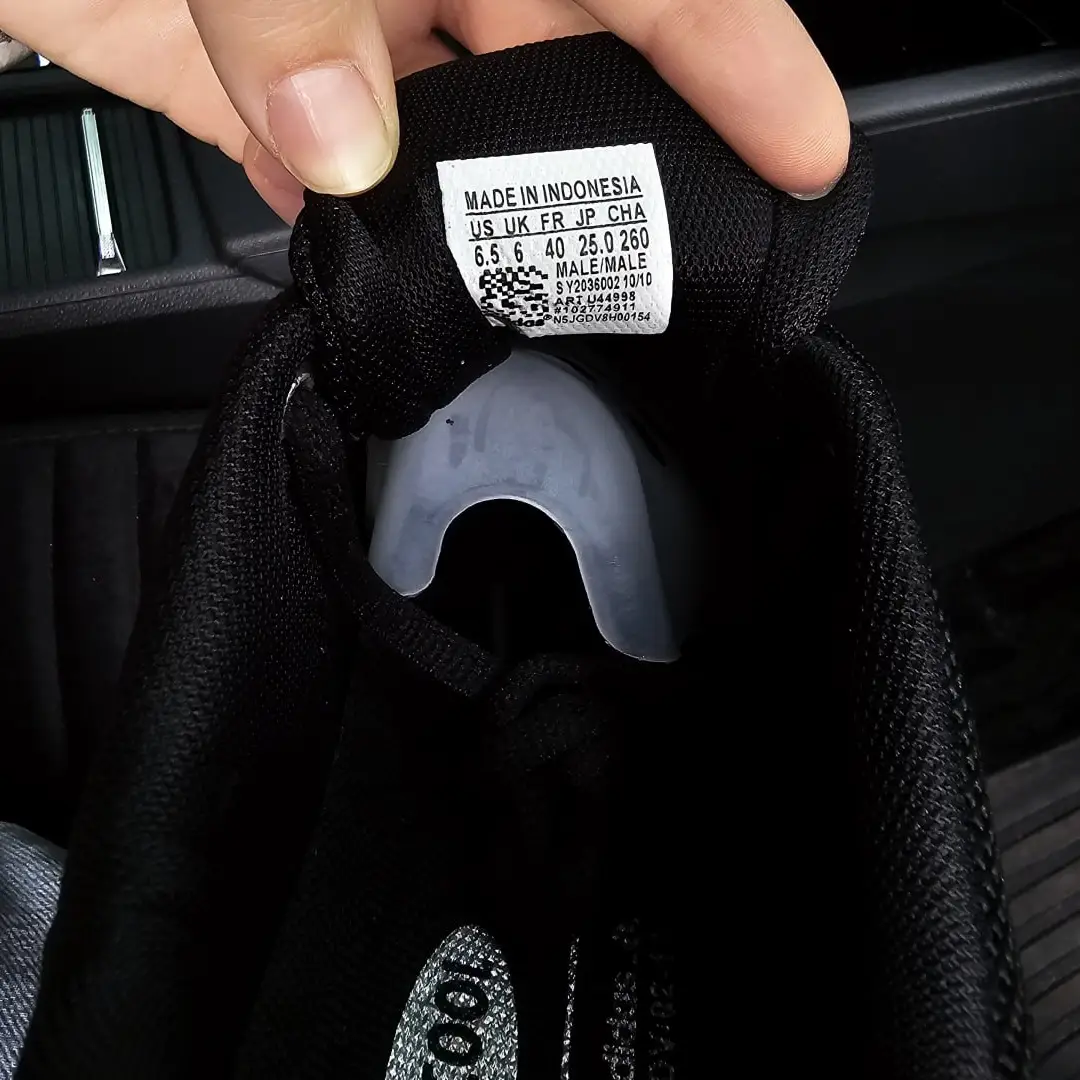 MADE IN INDONESIA
US UK FR JP CHA
6.5 6 40 25.0 260
MALE/MALE
SY2036002 10/10
ART U44998
#102774911
N5JGDV8H00154